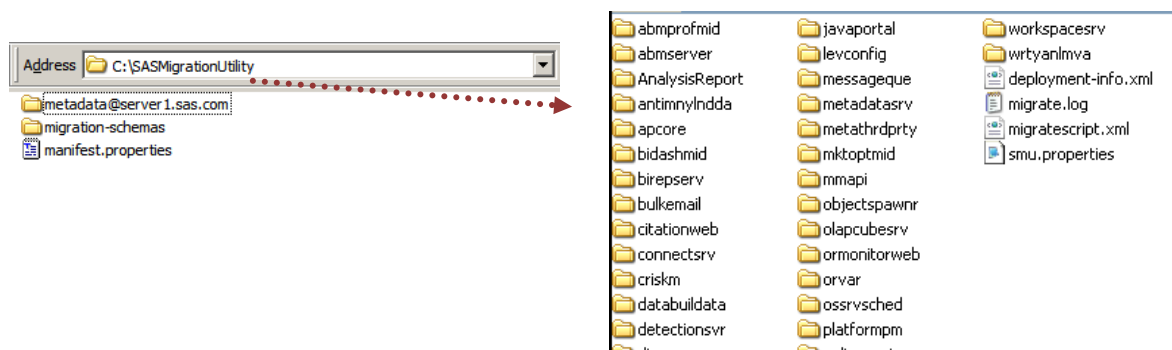 Address C:\SASMigrationUtility
metadata@server1.sas.com
migration-schemas
manifest.properties
abmprofmid
abmserver
AnalysisReport
antimnylndda
apcore
bidashmid
birepserv
bulkemail
citationweb
connectsrv
criskm
databuildata
detectionsvr
javaportal
levconfig
messageque
metadatasrv
metathrdprty
mktoptmid
mmapi
objectspawnr
olapcubesrv
ormonitorweb
orvar
ossrvsched
platformpm
workspacesrv
wrtyanlmva
deployment-info.xml
migrate.log
migratescript.xml
smu.properties